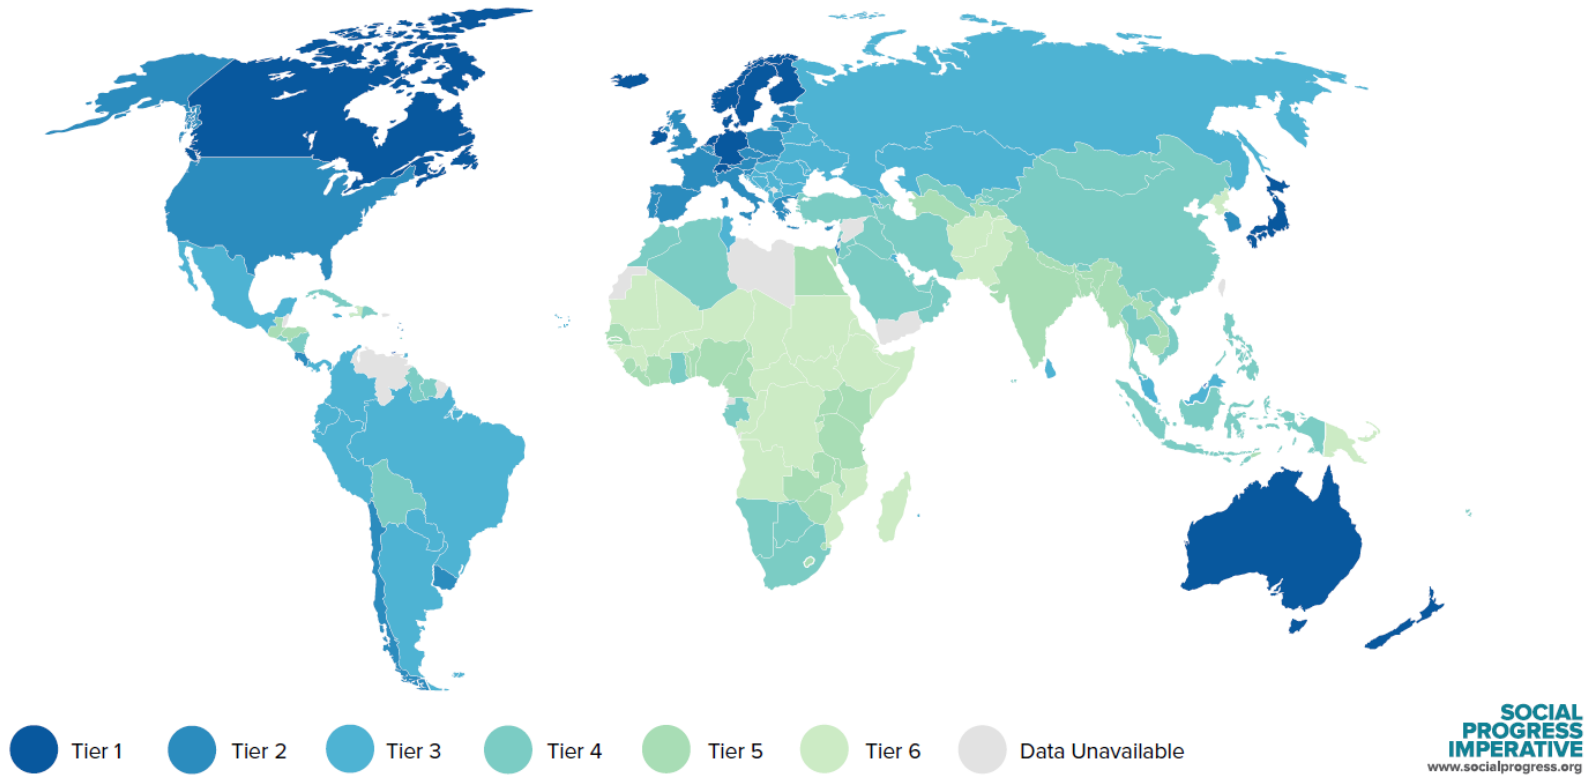 Tier 1
Tier 2
Tier 3
Tier 4
Tier 5
Tier 6
Data Unavailable
SOCIAL
PROGRESS
IMPERATIVE
www.socialprogress.org